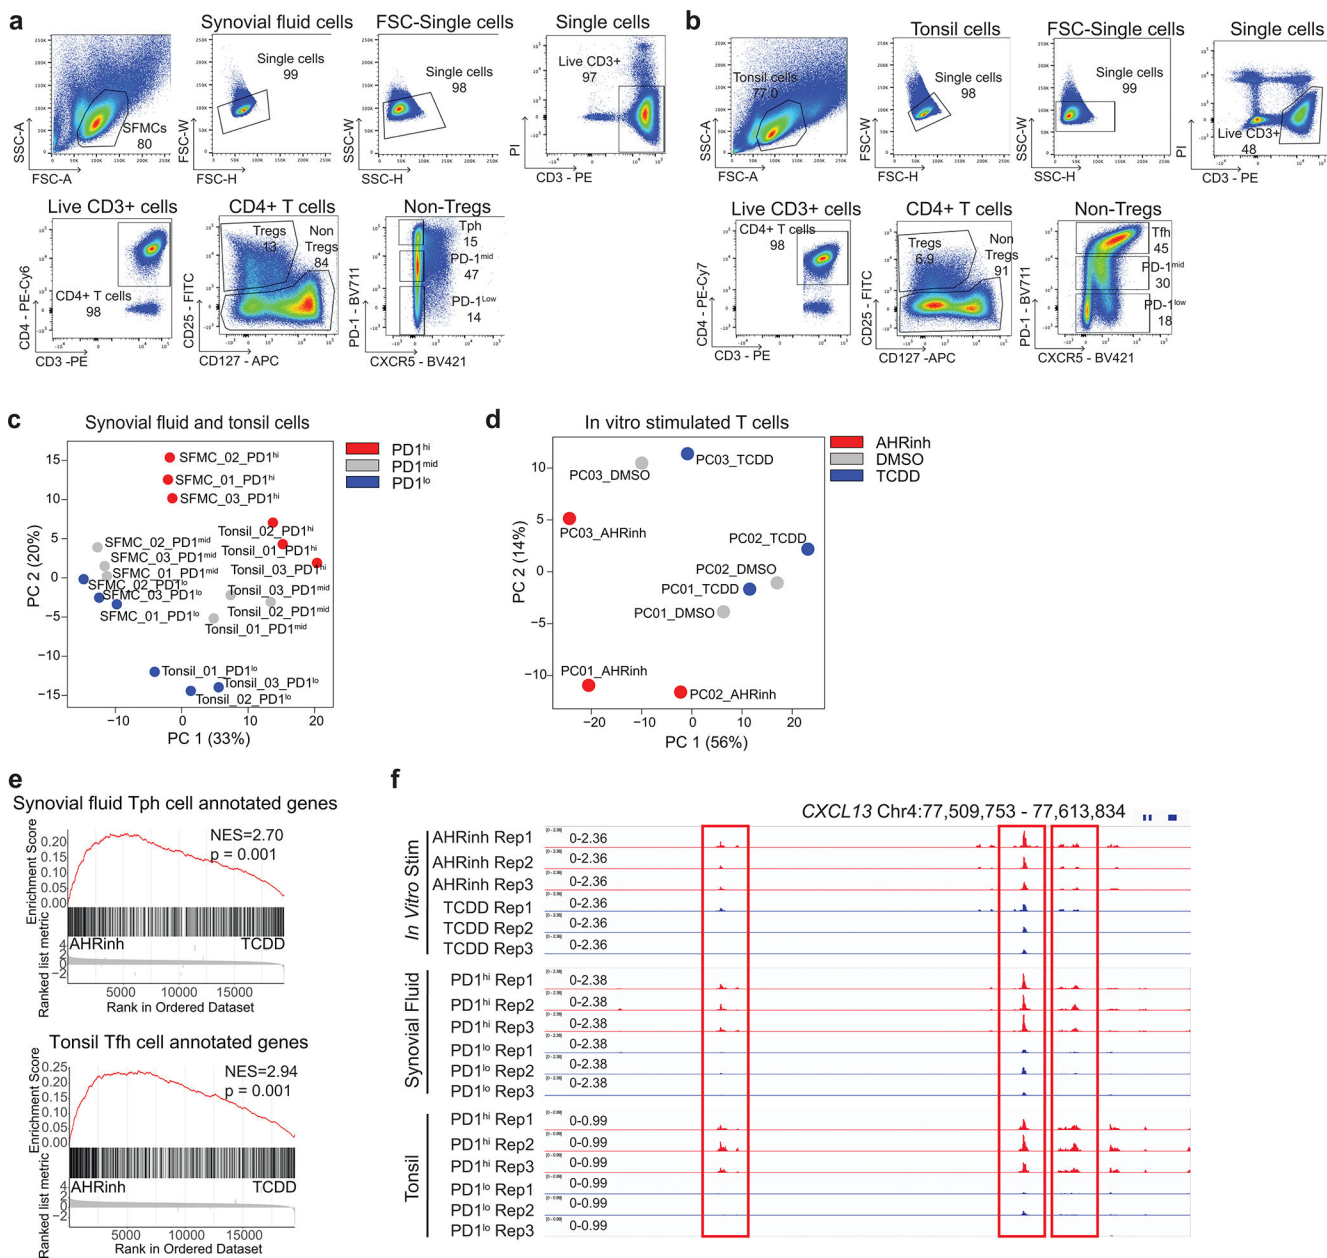 a
Synovial fluid cells
FSC-Single cells
Single cells
SFMCs
80
SSC-A
FSC-A
Single cells
99
FSC-W
FSC-H
Single cells
98
SSC-W
SSC-H
Live CD3+
97
PI
CD3 - PE
Live CD3+ cells
CD4+ T cells
Non-Tregs
CD4+ T cells
98
CD4 - PE-Cy6
CD3 -PE
Tregs
13
Non
Tregs
84
CD25 - FITC
CD127 - APC
Tph
15
PD-1mid
47
PD-1Low
14
PD-1 - BV711
CXCR5 - BV421
b
Tonsil cells
FSC-Single cells
Single cells
Tonsil cells
77.0
SSC-A
FSC-A
Single cells
98
FSC-W
FSC-H
Single cells
99
SSC-W
SSC-H
Live CD3+
48
PI
CD3 - PE
Live CD3+ cells
CD4+ T cells
Non-Tregs
CD4+ T cells
98
CD4 - PE-Cy7
CD3 - PE
Tregs
6.9
Non
Tregs
91
CD25 - FITC
CD127 -APC
Tfh
45
PD-1mid
30
PD-1low
18
PD-1 - BV711
CXCR5 - BV421
c
Synovial fluid and tonsil cells
PD1hi
PD1mid
PD1lo
15
10
5
0
−5
−10
−15
PC 2 (20%)
SFMC_02_PD1hi
SFMC_01_PD1hi
SFMC_03_PD1hi
Tonsil_02_PD1hi
Tonsil_01_PD1hi
Tonsil_03_PD1hi
SFMC_02_PD1mid
SFMC_03_PD1mid
SFMC_01_PD1mid
SFMC_02_PD1lo
SFMC_03_PD1lo
SFMC_01_PD1lo
Tonsil_03_PD1mid
Tonsil_02_PD1mid
Tonsil_01_PD1mid
Tonsil_01_PD1lo
Tonsil_03_PD1lo
Tonsil_02_PD1lo
−10 0 10 20
PC 1 (33%)
d
In vitro stimulated T cells
AHRinh
DMSO
TCDD
10
5
0
−5
−10
PC 2 (14%)
PC03_TCDD
PC03_DMSO
PC03_AHRinh
PC02_TCDD
PC02_DMSO
PC01_TCDD
PC01_DMSO
PC01_AHRinh
PC02_AHRinh
−20 −10 0 10 20
PC 1 (56%)
e
Synovial fluid Tph cell annotated genes
NES=2.70
p = 0.001
Enrichment Score
0.20
0.15
0.10
0.05
0.00
AHRinh TCDD
Ranked list metric
4
2
0
−2
5000 10000 15000
Rank in Ordered Dataset
Tonsil Tfh cell annotated genes
NES=2.94
p = 0.001
Enrichment Score
0.25
0.20
0.15
0.10
0.05
0.00
AHRinh TCDD
Ranked list metric
4
2
0
−2
5000 10000 15000
Rank in Ordered Dataset
f
CXCL13 Chr4:77,509,753 - 77,613,834
In Vitro Stim
AHRinh Rep1 0-2.36
AHRinh Rep2 0-2.36
AHRinh Rep3 0-2.36
TCDD Rep1 0-2.36
TCDD Rep2 0-2.36
TCDD Rep3 0-2.36
Synovial Fluid
PD1hi Rep1 0-2.38
PD1hi Rep2 0-2.38
PD1hi Rep3 0-2.38
PD1lo Rep1 0-2.38
PD1lo Rep2 0-2.38
PD1lo Rep3 0-2.38
Tonsil
PD1hi Rep1 0-0.99
PD1hi Rep2 0-0.99
PD1hi Rep3 0-0.99
PD1lo Rep1 0-0.99
PD1lo Rep2 0-0.99
PD1lo Rep3 0-0.99